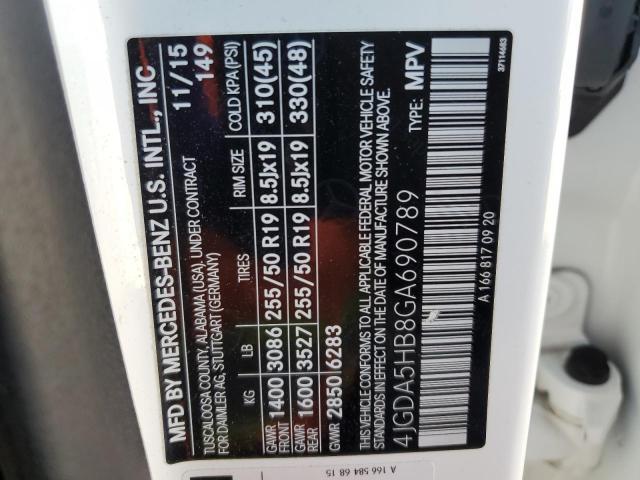 MFD BY MERCEDES-BENZ U.S. INTL., INC
TUSCALOOSA COUNTY, ALABAMA (USA), UNDER CONTRACT 11/15
FOR DAIMLER AG, STUTTGART (GERMANY) 149
KG LB TIRES RIM SIZE COLD KPA(PSI)
GAWR FRONT 1400 3086 255/50 R19 8.5Jx19 310(45)
GAWR REAR 1600 3527 255/50 R19 8.5Jx19 330(48)
GVWR 2850 6283
THIS VEHICLE CONFORMS TO ALL APPLICABLE FEDERAL MOTOR VEHICLE SAFETY
STANDARDS IN EFFECT ON THE DATE OF MANUFACTURE SHOWN ABOVE.
4JGDA5HB8GA690789 TYPE: MPV
A 166 817 09 20
37114683
A 166 584 68 15